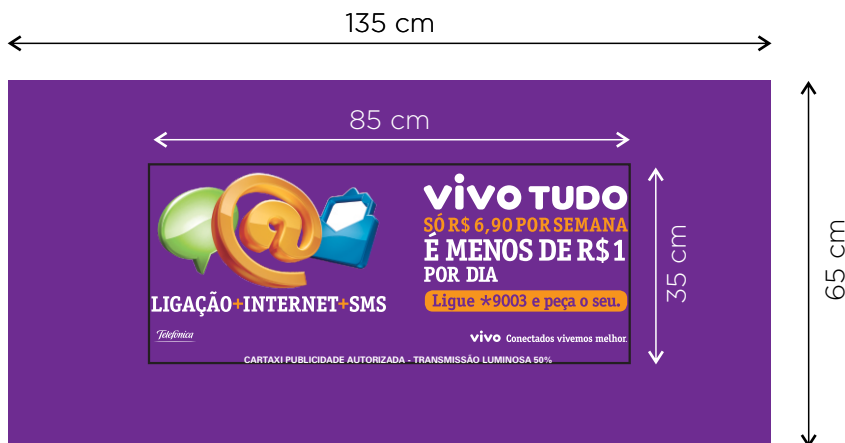 135 cm
85 cm
vivo TUDO
SÓ R$ 6,90 POR SEMANA
É MENOS DE R$1
POR DIA
Ligue *9003 e peça o seu.
LIGAÇÃO+INTERNET+SMS
35 cm
65 cm
Telefónica
vivo Conectados vivemos melhor.
CARTAXI PUBLICIDADE AUTORIZADA - TRANSMISSÃO LUMINOSA 50%